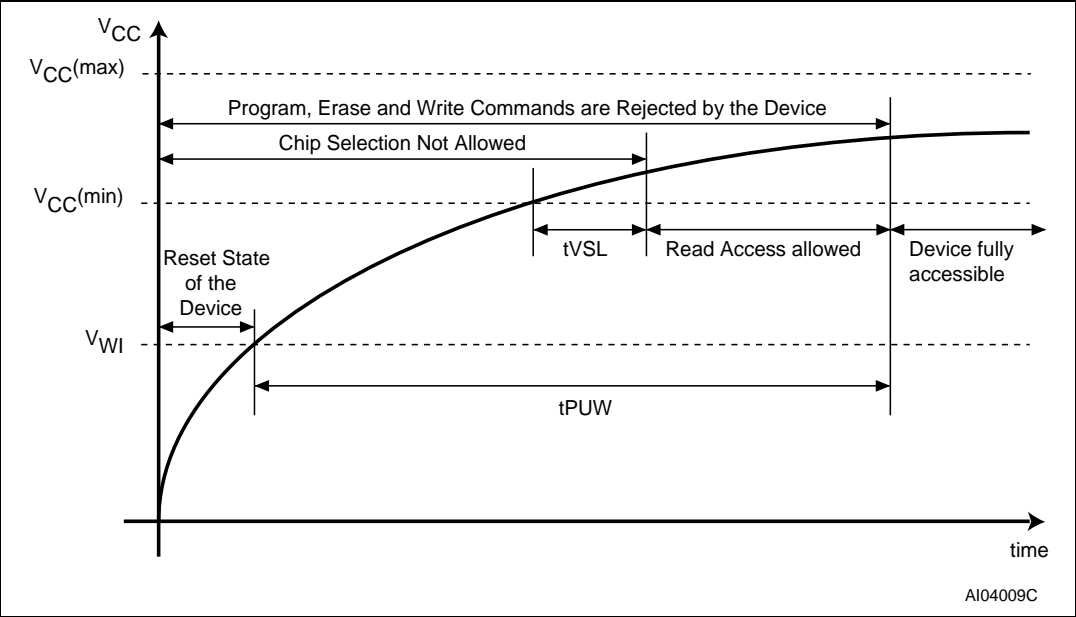 VCC
VCC(max)
Program, Erase and Write Commands are Rejected by the Device
Chip Selection Not Allowed
VCC(min)
tVSL
Read Access allowed
Device fully
accessible
Reset State
of the
Device
VWI
tPUW
time
AI04009C